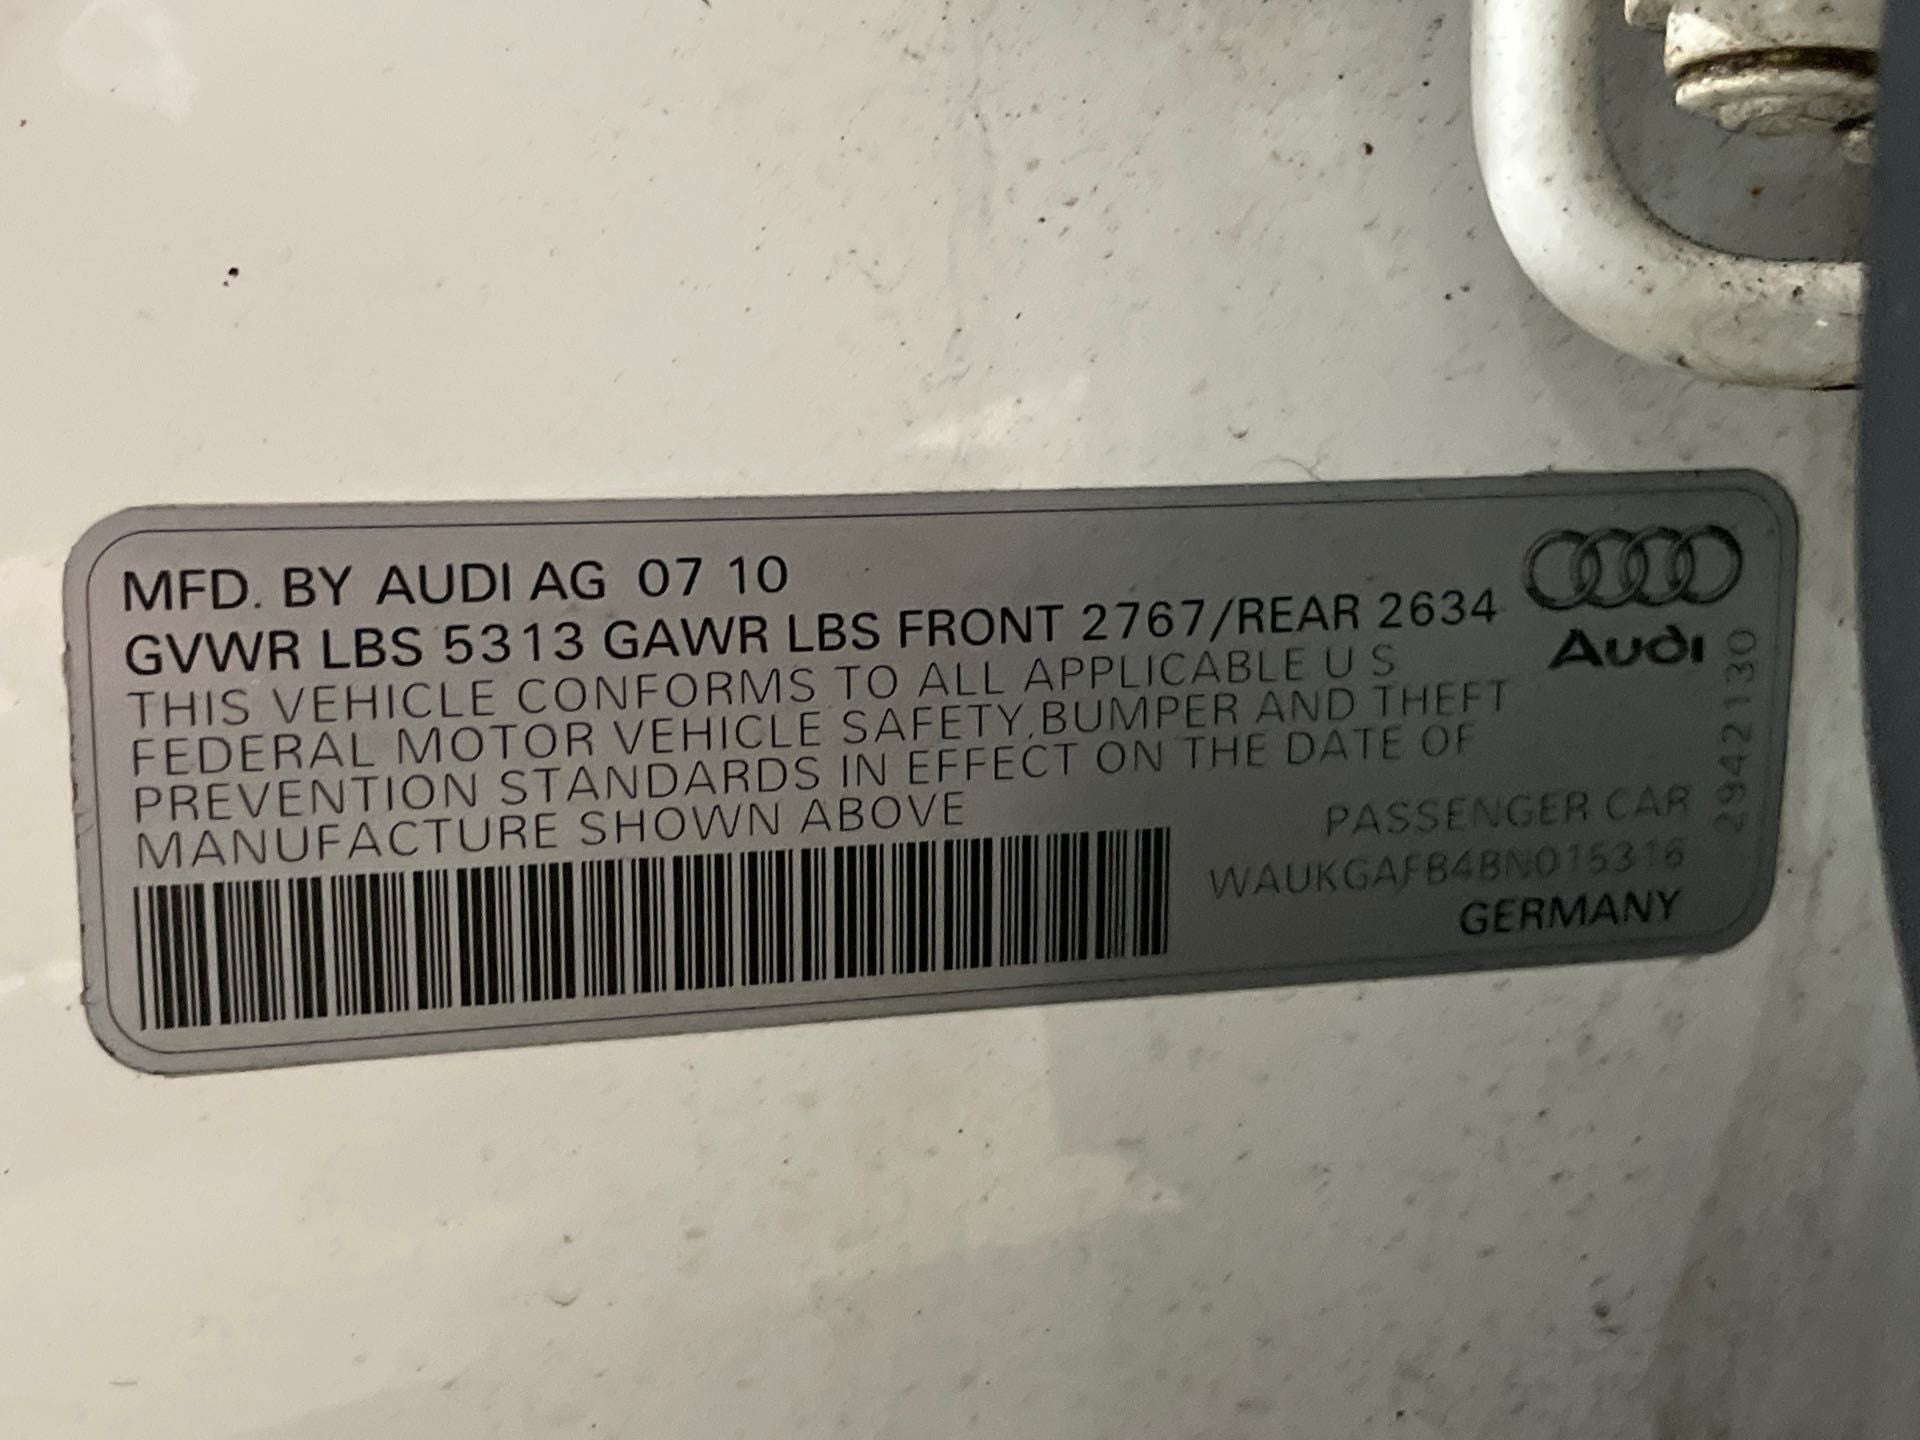 MFD. BY AUDI AG 07 10
GVWR LBS 5313 GAWR LBS FRONT 2767/REAR 2634
THIS VEHICLE CONFORMS TO ALL APPLICABLE U S
FEDERAL MOTOR VEHICLE SAFETY,BUMPER AND THEFT
PREVENTION STANDARDS IN EFFECT ON THE DATE OF
MANUFACTURE SHOWN ABOVE
Audi
2942130
PASSENGER CAR
WAUKGAFB4BN015316
GERMANY